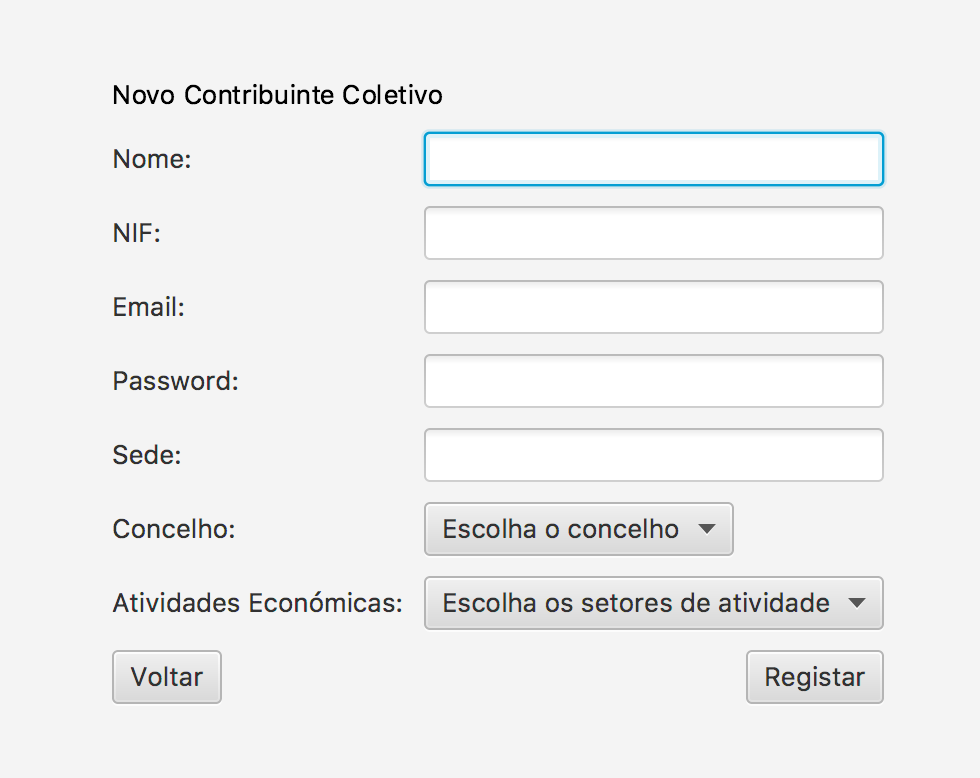 Novo Contribuinte Coletivo
Nome:
NIF:
Email:
Password:
Sede:
Concelho: Escolha o concelho
Atividades Económicas: Escolha os setores de atividade
Voltar Registar